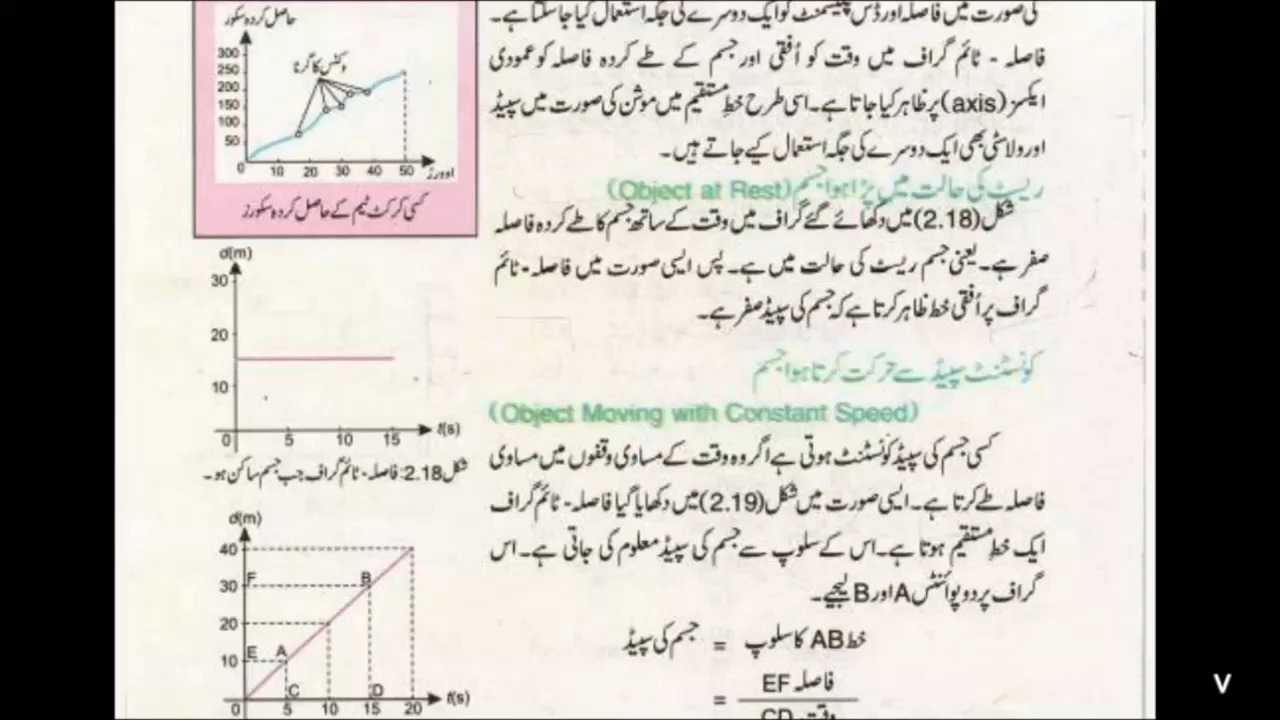 کی صورت میں فاصلہ اور ڈس پلیسمنٹ کو ایک دوسرے کی جگہ استعمال کیا جا سکتا ہے۔
فاصلہ - ٹائم گراف میں وقت کو اُفقی اور جسم کے طے کردہ فاصلہ کو عمودی
ایکسز (axis) پر ظاہر کیا جاتا ہے۔ اسی طرح خطِ مستقیم میں موشن کی صورت میں سپیڈ
اور ولاسٹی بھی ایک دوسرے کی جگہ استعمال کیے جاتے ہیں۔
ریسٹ کی حالت میں پڑا ہوا جسم (Object at Rest)
شکل (2.18) میں دکھائے گئے گراف میں وقت کے ساتھ جسم کا طے کردہ فاصلہ
صفر ہے۔ یعنی جسم ریسٹ کی حالت میں ہے۔ پس ایسی صورت میں فاصلہ - ٹائم
گراف پر اُفقی خط ظاہر کرتا ہے کہ جسم کی سپیڈ صفر ہے۔
کونسٹنٹ سپیڈ سے حرکت کرتا ہوا جسم
(Object Moving with Constant Speed)
کسی جسم کی سپیڈ کونسٹنٹ ہوتی ہے اگر وہ وقت کے مساوی وقفوں میں مساوی
فاصلہ طے کرتا ہے۔ ایسی صورت میں شکل (2.19) میں دکھایا گیا فاصلہ - ٹائم گراف
ایک خطِ مستقیم ہوتا ہے۔ اس کے سلوپ سے جسم کی سپیڈ معلوم کی جاتی ہے۔ اس
گراف پر دو پوائنٹس A اور B لیجیے۔
جسم کی سپیڈ = خط AB کا سلوپ
= فاصلہ EF
وقت CD
حاصل کردہ سکور
300
250
200
150
100
50
وکٹس کا گرنا
0 10 20 30 40 50 اوورز
کسی کرکٹ ٹیم کے حاصل کردہ سکورز
d(m)
30
20
10
0 5 10 15 t(s)
شکل 2.18: فاصلہ - ٹائم گراف جب جسم ساکن ہو۔
d(m)
40
F 30 B
20
E 10 A
C D
0 5 10 15 20 t(s)
V